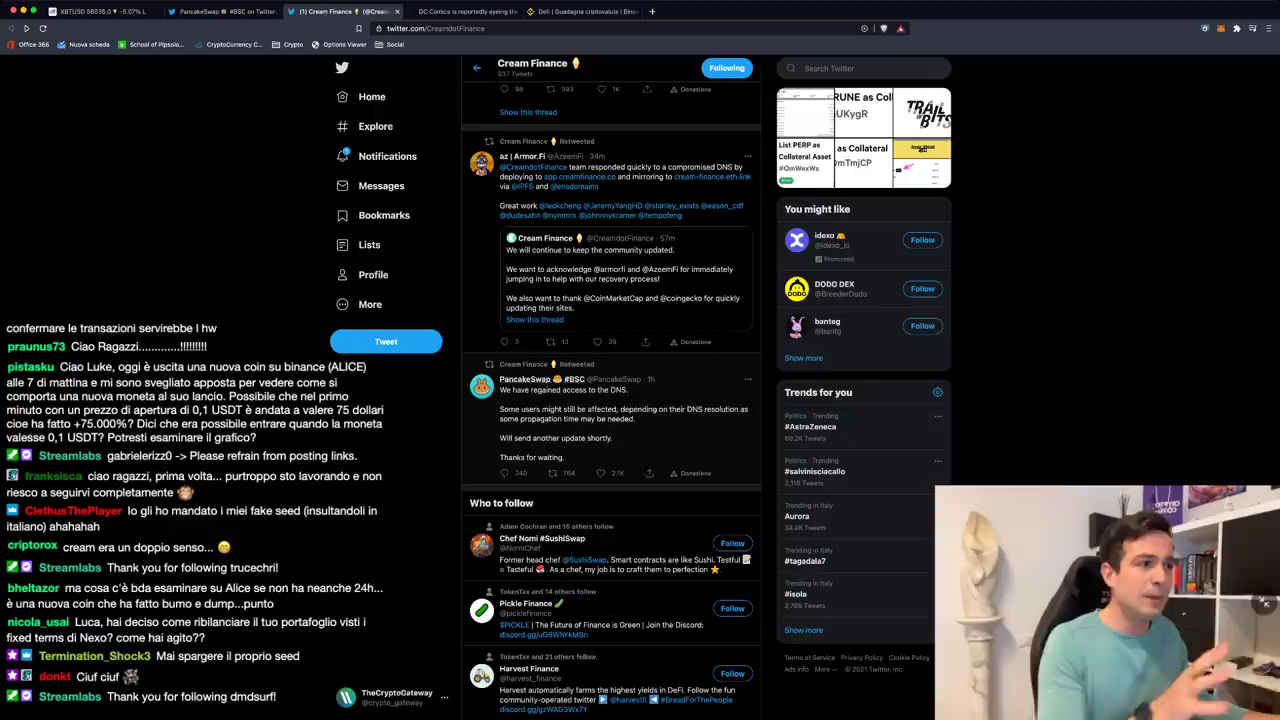 XBTUSD 56035.0 ▼ -5.07% L
PancakeSwap #BSC on Twitter:
(1) Cream Finance (@Cream
DC Comics is reportedly eyeing the
Defi | Guadagna criptovalute | Bina
twitter.com/CreamdotFinance
Office 365
Nuova scheda
School of Pipsolo...
CryptoCurrency C...
Crypto
Options Viewer
Social
Home
Explore
Notifications
Messages
Bookmarks
Lists
Profile
More
Tweet
Cream Finance
937 Tweets
Following
98
393
1K
Donazione
Show this thread
Cream Finance Retweeted
az | Armor.Fi @AzeemFi · 34m
@CreamdotFinance team responded quickly to a compromised DNS by
deploying to app.creamfinance.co and mirroring to cream-finance.eth.link
via @IPFS and @ensdomains
Great work @leokcheng @JeremyYangHD @stanley_exists @eason_cdf
@dudesahn @nymmrx @johnnykramer @tempofeng
Cream Finance @CreamdotFinance · 57m
We will continue to keep the community updated.
We want to acknowledge @armorfi and @AzeemFi for immediately
jumping in to help with our recovery process!
We also want to thank @CoinMarketCap and @coingecko for quickly
updating their sites.
Show this thread
2
13
29
Donazione
Cream Finance Retweeted
PancakeSwap #BSC @PancakeSwap · 1h
We have regained access to the DNS.
Some users might still be affected, depending on their DNS resolution as
some propagation time may be needed.
Will send another update shortly.
Thanks for waiting.
240
764
2.1K
Donazione
Who to follow
Adam Cochran and 15 others follow
Chef Nomi #SushiSwap
@NomiChef
Follow
Former head chef @SushiSwap. Smart contracts are like Sushi. Testful
= Tasteful. As a chef, my job is to craft them to perfection
TokenTax and 14 others follow
Pickle Finance
@picklefinance
Follow
$PICKLE | The Future of Finance is Green | Join the Discord:
discord.gg/uG6WhYkM8n
TokenTax and 21 others follow
Harvest Finance
@harvest_finance
Follow
Harvest automatically farms the highest yields in DeFi. Follow the fun
community-operated twitter @harvestfi #BreadForThePeople
discord.gg/gzWAG3Wx7Y
Search Twitter
RUNE as Col
UKygR
TRAIL
OF BITS
List PERP as
Collateral Asset
#QmWexWs
as Collateral
mTmjCP
You might like
idexo
@idexo_io
Promoted
Follow
DODO DEX
@BreederDodo
Follow
banteg
@bantg
Follow
Show more
Trends for you
Politics · Trending
#AstraZeneca
69.2K Tweets
Politics · Trending
#salvinisciacallo
2,116 Tweets
Trending in Italy
Aurora
34.4K Tweets
Trending in Italy
#tagadala7
Trending in Italy
#isola
2,765 Tweets
Show more
Terms of Service Privacy Policy Cookie Policy
Ads info More © 2021 Twitter, Inc.
confermare le transazioni servirebbe l hw
praunus73 Ciao Ragazzi.............!!!!!!!!!
pistasku Ciao Luke, oggi è uscita una nuova coin su binance (ALICE)
alle 7 di mattina e mi sono svegliato apposta per vedere come si
comporta una nuova moneta al suo lancio. Possibile che nel primo
minuto con un prezzo di apertura di 0,1 USDT è andata a valere 75 dollari
cioe ha fatto +75.000%? Dici che era possibile entrare quando la moneta
valesse 0,1 USDT? Potresti esaminare il grafico?
Streamlabs gabrielerizz0 -> Please refrain from posting links.
franksisca ciao ragazzi, prima volta... purtroppo sto lavorando e non
riesco a seguirvi completamente
ClethusThePlayer Io gli ho mandato i miei fake seed (insultandoli in
italiano) ahahahah
criptorox cream era un doppio senso...
Streamlabs Thank you for following truecrri!
bheltazor ma che c'è bda esaminare su Alice se non ha neanche 24h...
è una nuova coin che ha fatto bumo e dump...punto
nicola_usai Luca, hai deciso come ribilanciare il tuo portafoglio visti i
fixed terms di Nexo? come hai agito??
Termination_Shock3 Mai spargere il proprio seed
donkt Ciuf ciuf
Streamlabs Thank you for following dmdsurf!
TheCryptoGateway
@crypto_gateway